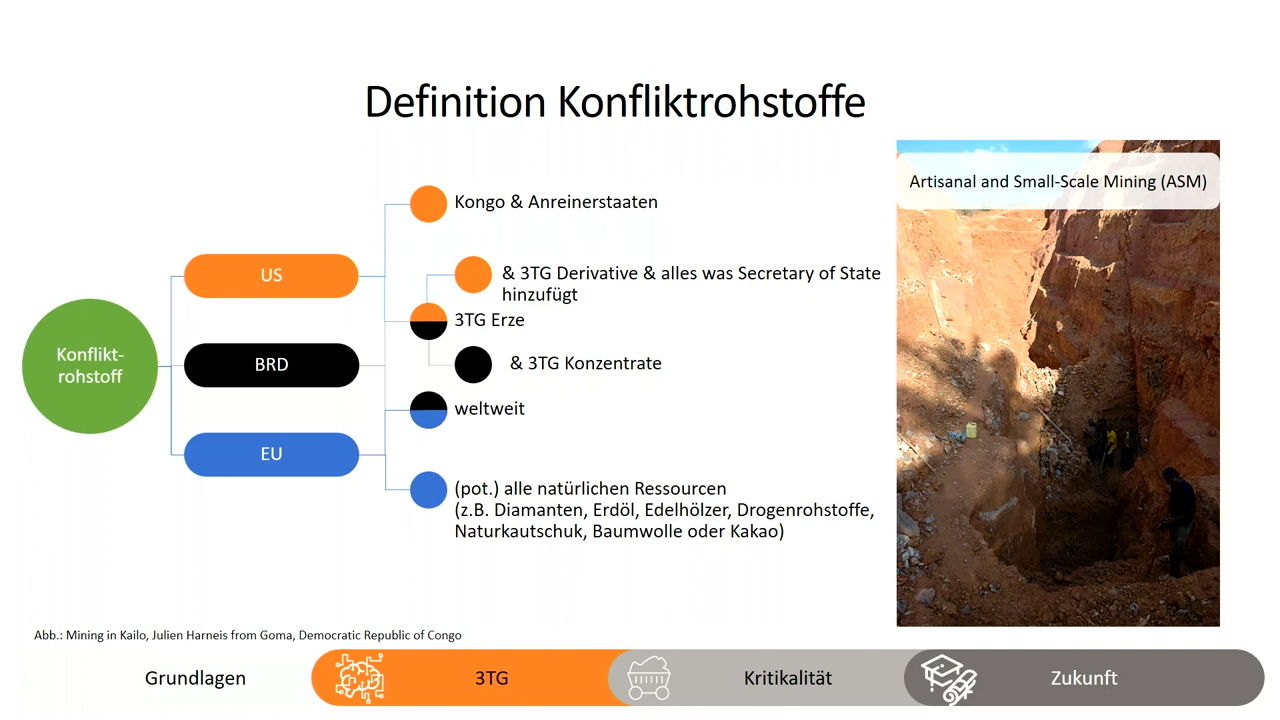 Definition Konfliktrohstoffe
Artisanal and Small-Scale Mining (ASM)
Kongo & Anreinerstaaten
US
& 3TG Derivative & alles was Secretary of State
hinzufügt
3TG Erze
Konflikt-
rohstoff
BRD
& 3TG Konzentrate
weltweit
EU
(pot.) alle natürlichen Ressourcen
(z.B. Diamanten, Erdöl, Edelhölzer, Drogenrohstoffe,
Naturkautschuk, Baumwolle oder Kakao)
Abb.: Mining in Kailo, Julien Harneis from Goma, Democratic Republic of Congo
Grundlagen
3TG
Kritikalität
Zukunft